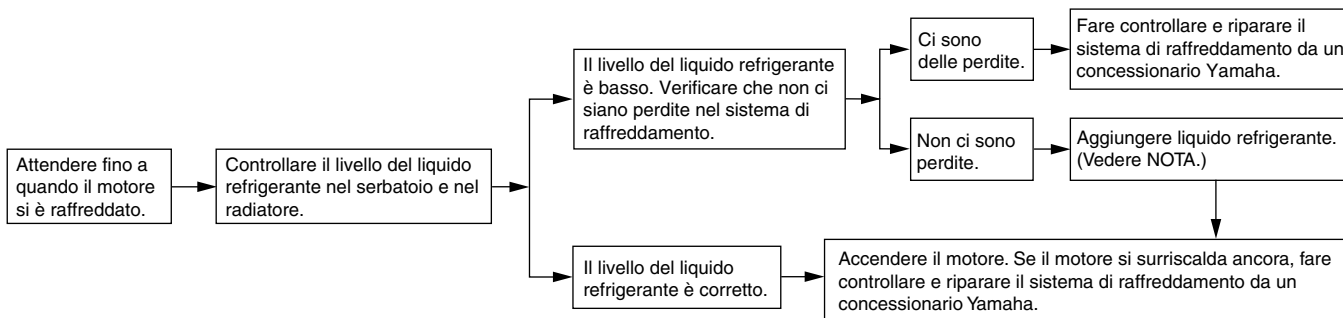 Attendere fino a
quando il motore
si è raffreddato.
Controllare il livello del liquido
refrigerante nel serbatoio e nel
radiatore.
Il livello del liquido refrigerante
è basso. Verificare che non ci
siano perdite nel sistema di
raffreddamento.
Ci sono
delle perdite.
Fare controllare e riparare il
sistema di raffreddamento da un
concessionario Yamaha.
Non ci sono
perdite.
Aggiungere liquido refrigerante.
(Vedere NOTA.)
Il livello del liquido
refrigerante è corretto.
Accendere il motore. Se il motore si surriscalda ancora, fare
controllare e riparare il sistema di raffreddamento da un
concessionario Yamaha.